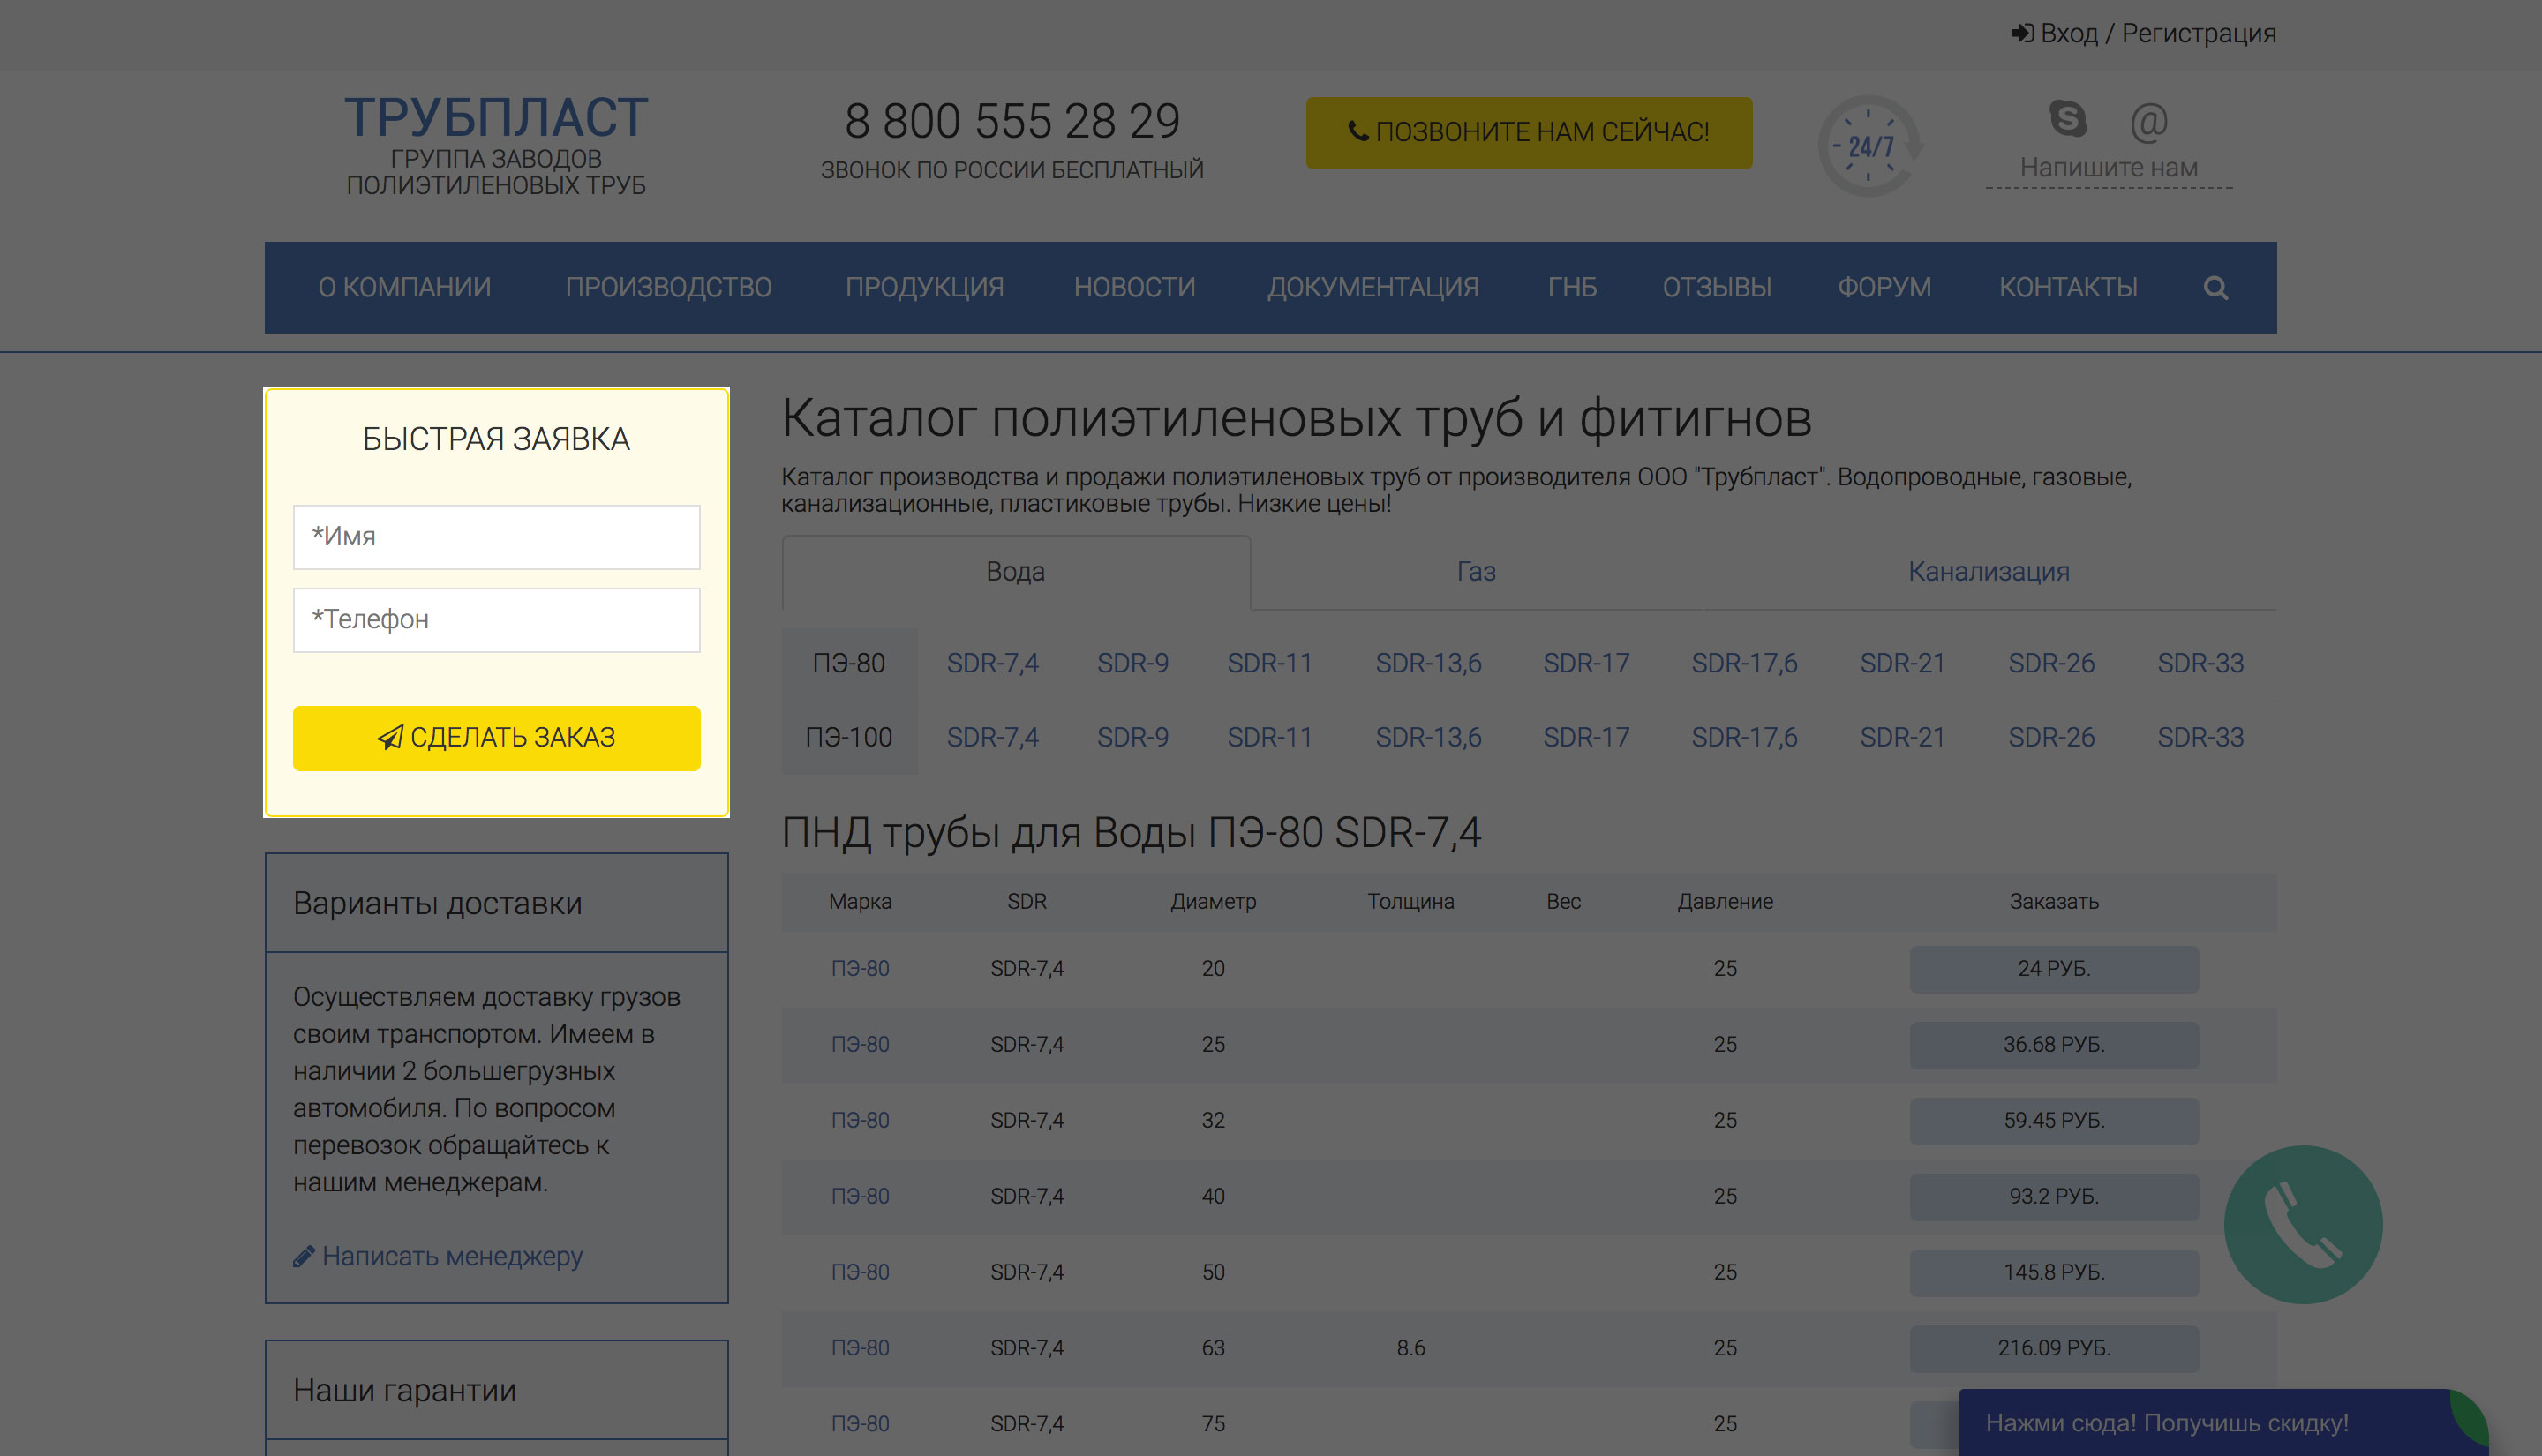 Вход / Регистрация
ТРУБПЛАСТ
ГРУППА ЗАВОДОВ
ПОЛИЭТИЛЕНОВЫХ ТРУБ
8 800 555 28 29
ЗВОНОК ПО РОССИИ БЕСПЛАТНЫЙ
ПОЗВОНИТЕ НАМ СЕЙЧАС!
24/7
@
Напишите нам
О КОМПАНИИ ПРОИЗВОДСТВО ПРОДУКЦИЯ НОВОСТИ ДОКУМЕНТАЦИЯ ГНБ ОТЗЫВЫ ФОРУМ КОНТАКТЫ
БЫСТРАЯ ЗАЯВКА
*Имя
*Телефон
СДЕЛАТЬ ЗАКАЗ
Варианты доставки
Осуществляем доставку грузов
своим транспортом. Имеем в
наличии 2 большегрузных
автомобиля. По вопросом
перевозок обращайтесь к
нашим менеджерам.
Написать менеджеру
Наши гарантии
Каталог полиэтиленовых труб и фитигнов
Каталог производства и продажи полиэтиленовых труб от производителя ООО "Трубпласт". Водопроводные, газовые,
канализационные, пластиковые трубы. Низкие цены!
Вода Газ Канализация
ПЭ-80 SDR-7,4 SDR-9 SDR-11 SDR-13,6 SDR-17 SDR-17,6 SDR-21 SDR-26 SDR-33
ПЭ-100 SDR-7,4 SDR-9 SDR-11 SDR-13,6 SDR-17 SDR-17,6 SDR-21 SDR-26 SDR-33
ПНД трубы для Воды ПЭ-80 SDR-7,4
Марка SDR Диаметр Толщина Вес Давление Заказать
ПЭ-80 SDR-7,4 20 25 24 РУБ.
ПЭ-80 SDR-7,4 25 25 36.68 РУБ.
ПЭ-80 SDR-7,4 32 25 59.45 РУБ.
ПЭ-80 SDR-7,4 40 25 93.2 РУБ.
ПЭ-80 SDR-7,4 50 25 145.8 РУБ.
ПЭ-80 SDR-7,4 63 8.6 25 216.09 РУБ.
ПЭ-80 SDR-7,4 75 25
Нажми сюда! Получишь скидку!